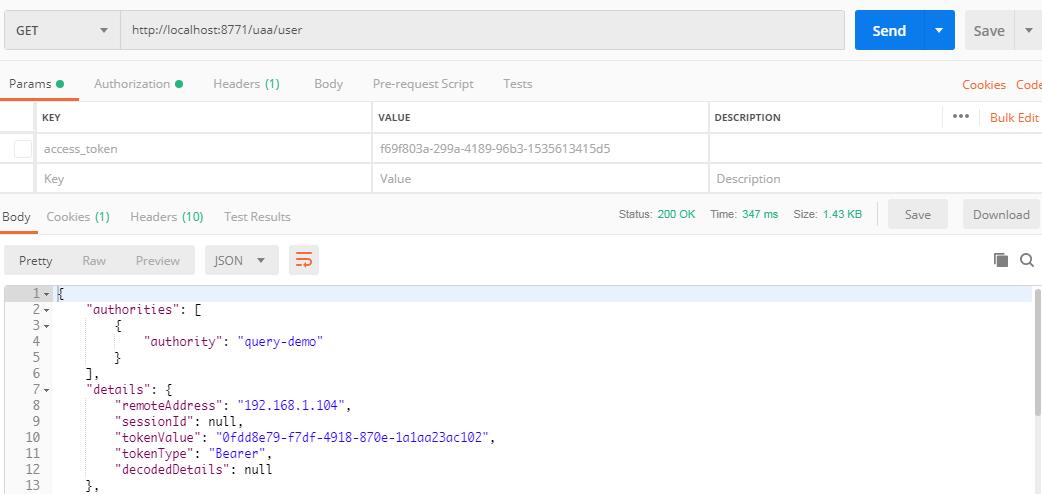 GET http://localhost:8771/uaa/user Send Save
Params Authorization Headers (1) Body Pre-request Script Tests Cookies Code
KEY VALUE DESCRIPTION ••• Bulk Edit
access_token f69f803a-299a-4189-96b3-1535613415d5
Key Value Description
Body Cookies (1) Headers (10) Test Results Status: 200 OK Time: 347 ms Size: 1.43 KB Save Download
Pretty Raw Preview JSON
1 {
2 "authorities": [
3 {
4 "authority": "query-demo"
5 }
6 ],
7 "details": {
8 "remoteAddress": "192.168.1.104",
9 "sessionId": null,
10 "tokenValue": "0fdd8e79-f7df-4918-870e-1a1aa23ac102",
11 "tokenType": "Bearer",
12 "decodedDetails": null
13 },